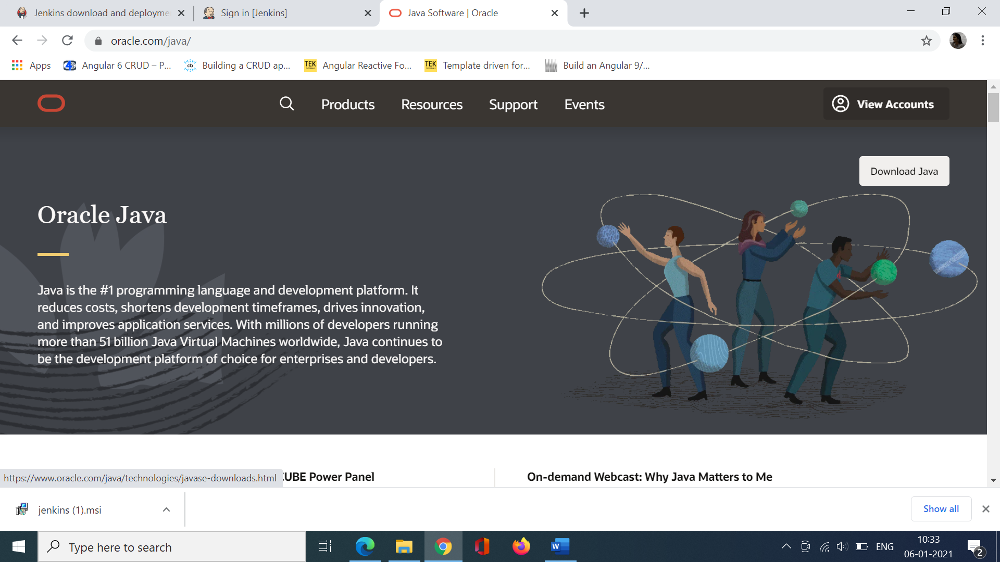 Jenkins download and deployme
Sign in [Jenkins]
Java Software | Oracle
oracle.com/java/
Apps
Angular 6 CRUD – P...
Building a CRUD ap...
TEK TUTORIALS
Angular Reactive Fo...
TEK TUTORIALS
Template driven for...
Build an Angular 9/...
Products
Resources
Support
Events
View Accounts
Download Java
Oracle Java
Java is the #1 programming language and development platform. It
reduces costs, shortens development timeframes, drives innovation,
and improves application services. With millions of developers running
more than 51 billion Java Virtual Machines worldwide, Java continues to
be the development platform of choice for enterprises and developers.
https://www.oracle.com/java/technologies/javase-downloads.html
CUBE Power Panel
On-demand Webcast: Why Java Matters to Me
jenkins (1).msi
Show all
Type here to search
W
ENG
10:33
06-01-2021
2